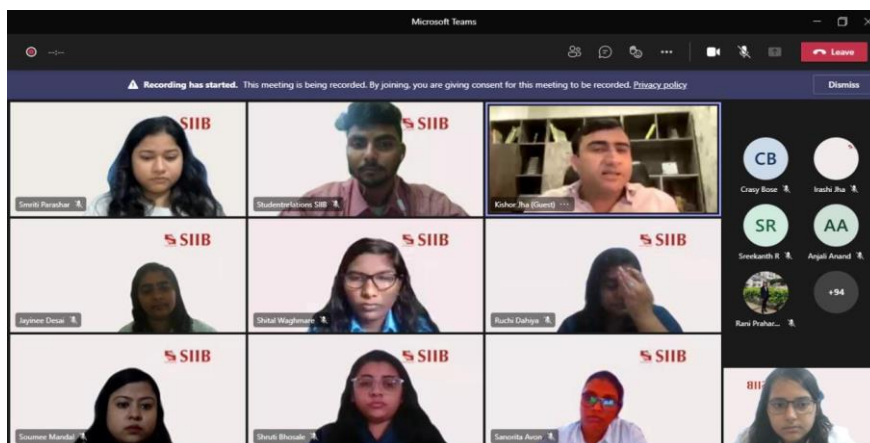 Microsoft Teams
--:--
Leave
Recording has started. This meeting is being recorded. By joining, you are giving consent for this meeting to be recorded. Privacy policy
Dismiss
SIIB
Smriti Parashar
SIIB
Studentrelations SIIB
Kishor Jha (Guest)
CB
Crasy Bose
Irashi Jha
SR
Sreekanth R
AA
Anjali Anand
Rani Prahar...
+94
SIIB
Jayinee Desai
SIIB
Shital Waghmare
SIIB
Ruchi Dahiya
SIIB
Soumee Mandal
SIIB
Shruti Bhosale
SIIB
Sanorita Avon
SIIB